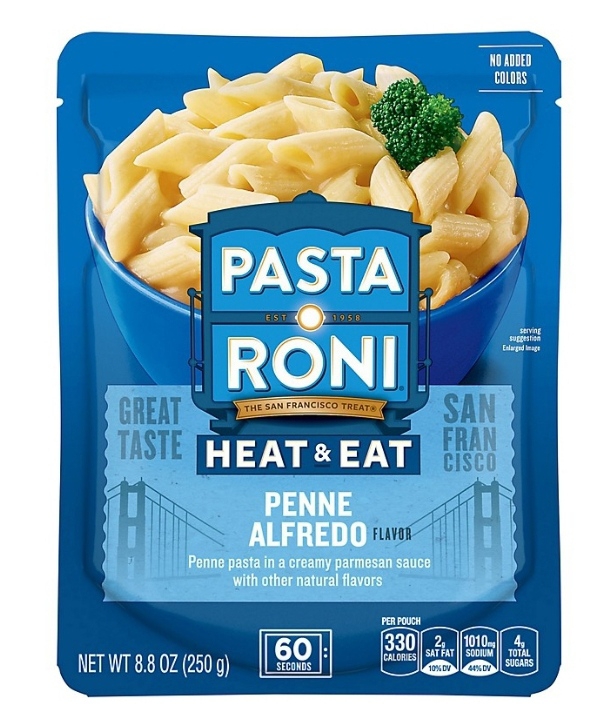 NO ADDED
COLORS
PASTA
EST 1958
RONI®
THE SAN FRANCISCO TREAT®
serving
suggestion
Enlarged Image
GREAT
TASTE
SAN
FRAN
CISCO
HEAT & EAT
PENNE
ALFREDO FLAVOR
Penne pasta in a creamy parmesan sauce
with other natural flavors
NET WT 8.8 OZ (250 g)
60
SECONDS
PER POUCH
330
CALORIES
2g
SAT FAT
10% DV
1010mg
SODIUM
44% DV
4g
TOTAL
SUGARS